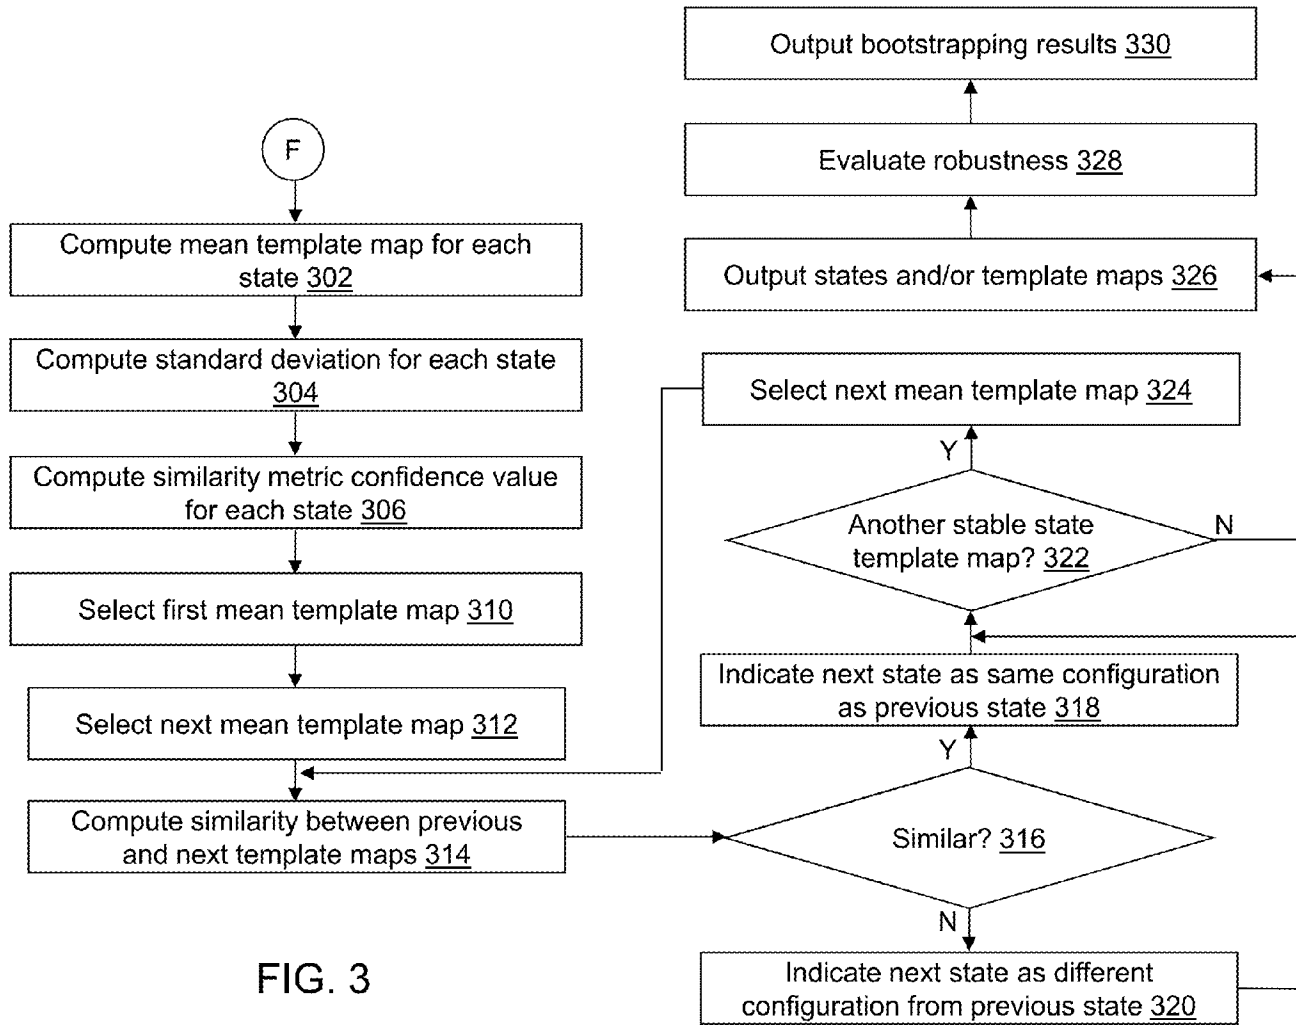 F
Compute mean template map for each
state 302
Compute standard deviation for each state
304
Compute similarity metric confidence value
for each state 306
Select first mean template map 310
Select next mean template map 312
Compute similarity between previous
and next template maps 314
FIG. 3
Output bootstrapping results 330
Evaluate robustness 328
Output states and/or template maps 326
Select next mean template map 324
Y
Another stable state
template map? 322
N
Indicate next state as same configuration
as previous state 318
Y
Similar? 316
N
Indicate next state as different
configuration from previous state 320